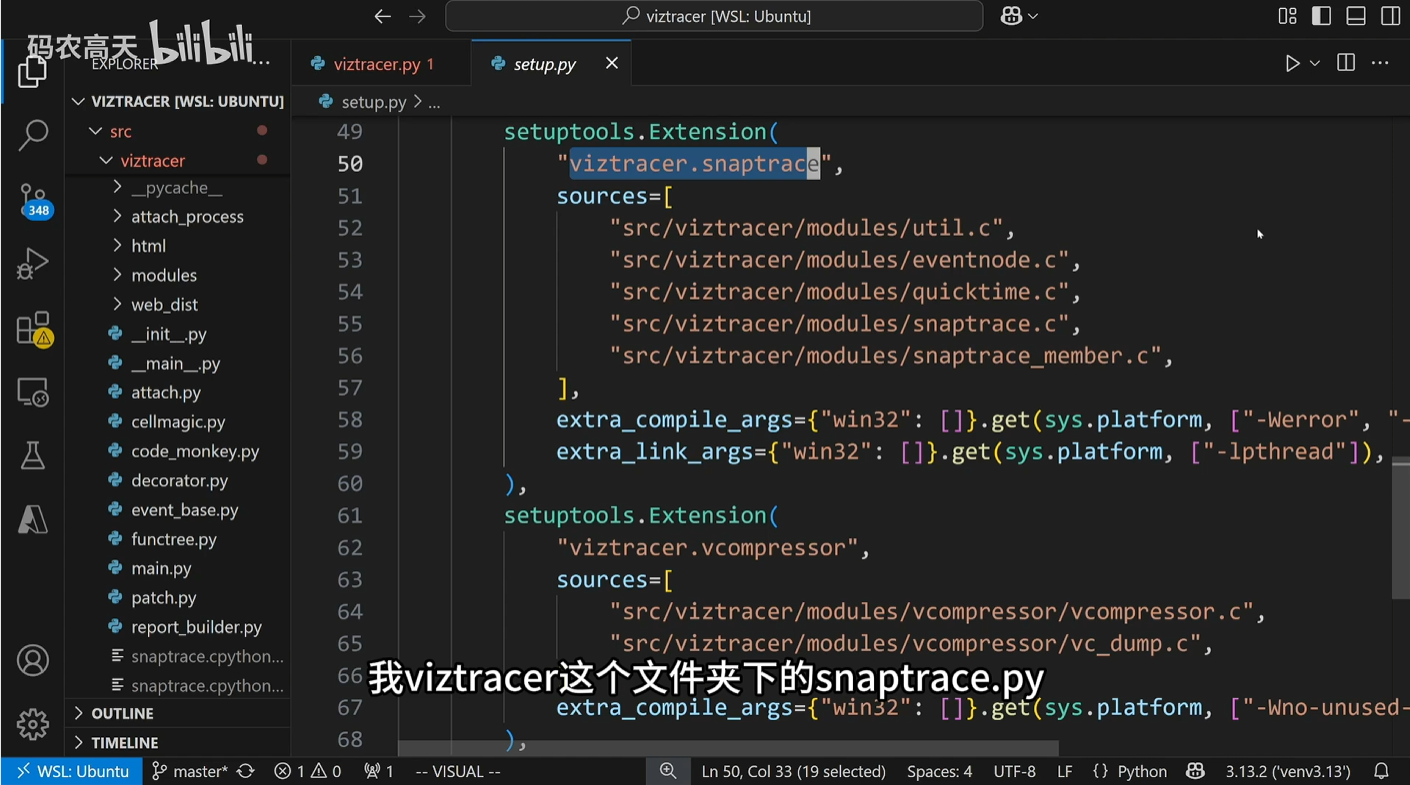 码农高天 bilibili
viztracer [WSL: Ubuntu]
EXPLORER
...
VIZTRACER [WSL: UBUNTU]
src
viztracer
__pycache__
attach_process
html
modules
web_dist
__init__.py
__main__.py
attach.py
cellmagic.py
code_monkey.py
decorator.py
event_base.py
functree.py
main.py
patch.py
report_builder.py
snaptrace.cpython...
snaptrace.cpython...
OUTLINE
TIMELINE
348
viztracer.py 1
setup.py
setup.py > ...
49 setuptools.Extension(
50 "viztracer.snaptrace",
51 sources=[
52 "src/viztracer/modules/util.c",
53 "src/viztracer/modules/eventnode.c",
54 "src/viztracer/modules/quicktime.c",
55 "src/viztracer/modules/snaptrace.c",
56 "src/viztracer/modules/snaptrace_member.c",
57 ],
58 extra_compile_args={"win32": []}.get(sys.platform, ["-Werror", "-
59 extra_link_args={"win32": []}.get(sys.platform, ["-lpthread"]),
60 ),
61 setuptools.Extension(
62 "viztracer.vcompressor",
63 sources=[
64 "src/viztracer/modules/vcompressor/vcompressor.c",
65 "src/viztracer/modules/vcompressor/vc_dump.c",
66
我viztracer这个文件夹下的snaptrace.py
67 extra_compile_args={"win32": []}.get(sys.platform, ["-Wno-unused-
68 ),
WSL: Ubuntu master* 1 0 1 -- VISUAL -- Ln 50, Col 33 (19 selected) Spaces: 4 UTF-8 LF {} Python 3.13.2 ('venv3.13')